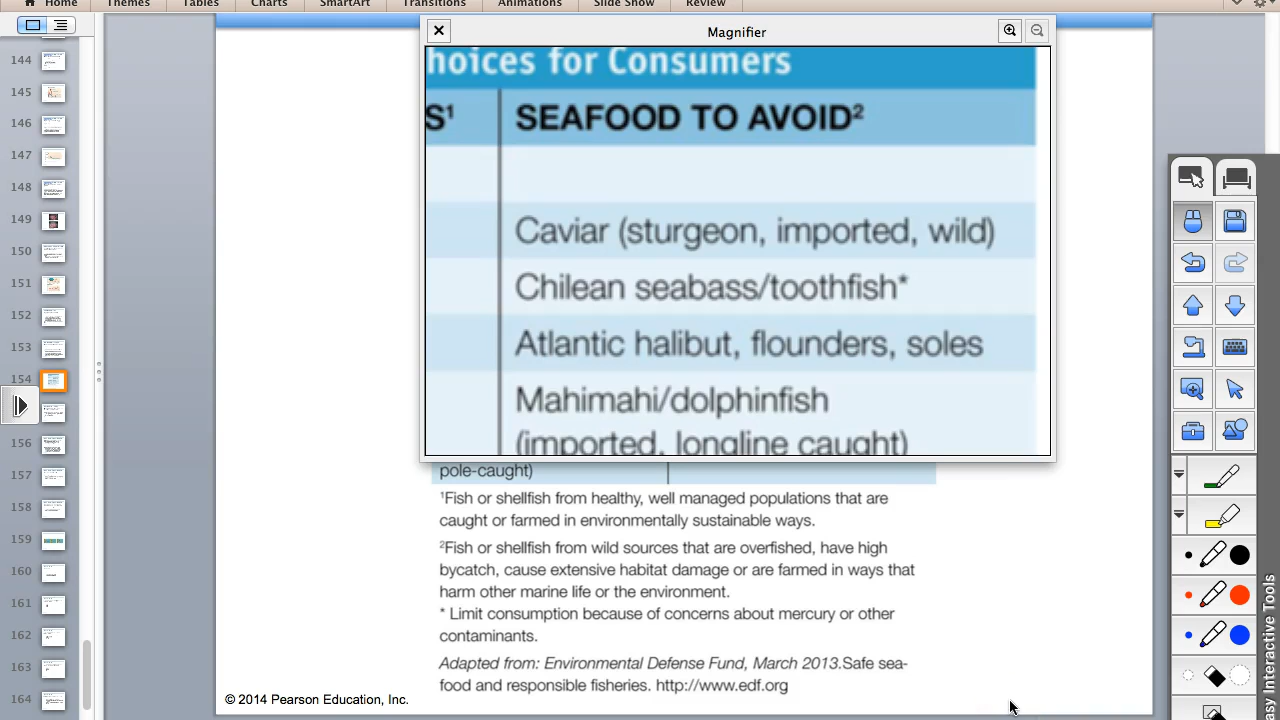 Home Themes Tables Charts SmartArt Transitions Animations Slide Show Review
Magnifier
hoices for Consumers
S¹ SEAFOOD TO AVOID²
Caviar (sturgeon, imported, wild)
Chilean seabass/toothfish*
Atlantic halibut, flounders, soles
Mahimahi/dolphinfish
(imported, longline caught)
pole-caught)
¹Fish or shellfish from healthy, well managed populations that are
caught or farmed in environmentally sustainable ways.
²Fish or shellfish from wild sources that are overfished, have high
bycatch, cause extensive habitat damage or are farmed in ways that
harm other marine life or the environment.
* Limit consumption because of concerns about mercury or other
contaminants.
Adapted from: Environmental Defense Fund, March 2013.Safe sea-
food and responsible fisheries. http://www.edf.org
© 2014 Pearson Education, Inc.
144
145
146
147
148
149
150
151
122
153
154
156
157
158
159
160
161
162
163
164
esy Interactive Tools